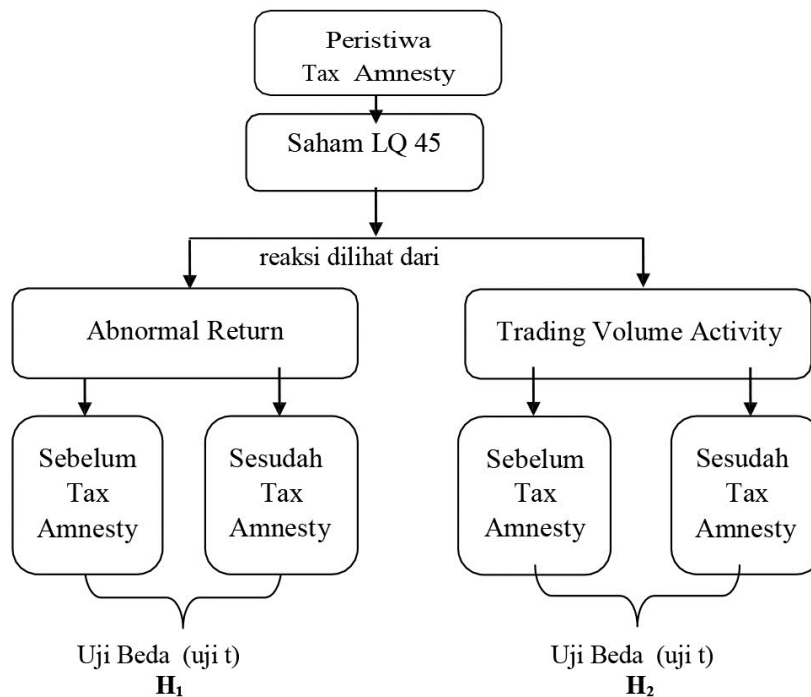 Peristiwa
Tax Amnesty
Saham LQ 45
reaksi dilihat dari
Abnormal Return
Trading Volume Activity
Sebelum
Tax
Amnesty
Sesudah
Tax
Amnesty
Sebelum
Tax
Amnesty
Sesudah
Tax
Amnesty
Uji Beda (uji t)
H₁
Uji Beda (uji t)
H₂